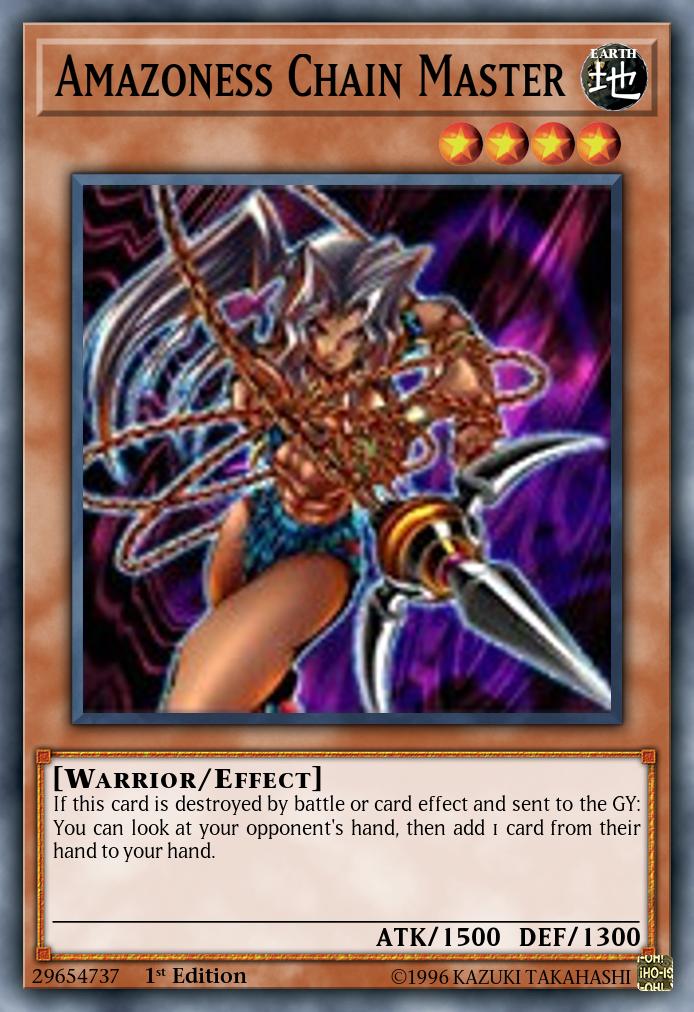 AMAZONESS CHAIN MASTER
EARTH
地
[WARRIOR/EFFECT]
If this card is destroyed by battle or card effect and sent to the GY:
You can look at your opponent's hand, then add 1 card from their
hand to your hand.
ATK/1500 DEF/1300
29654737 1st Edition ©1996 KAZUKI TAKAHASHI